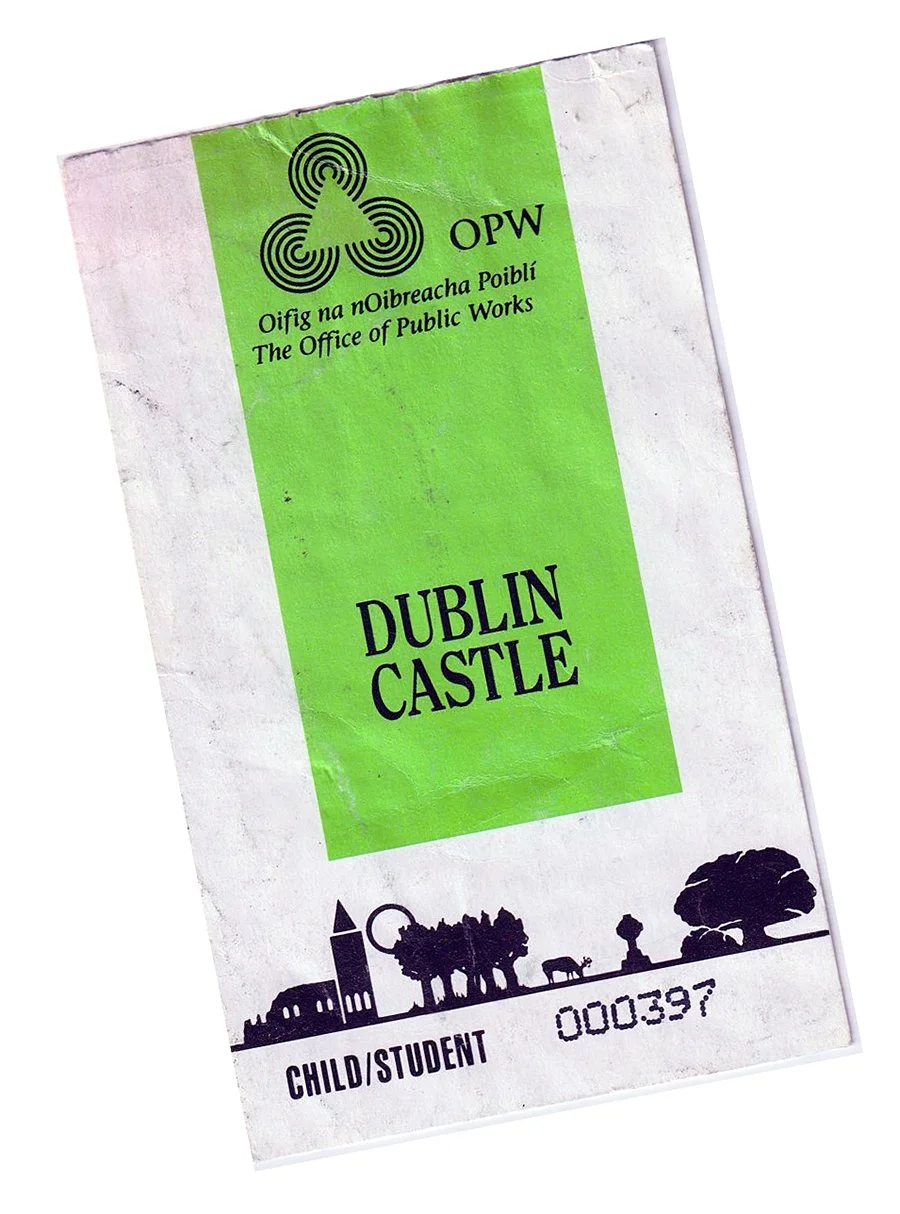 OPW
Oifig na nOibreacha Poiblí
The Office of Public Works
DUBLIN
CASTLE
000397
CHILD/STUDENT